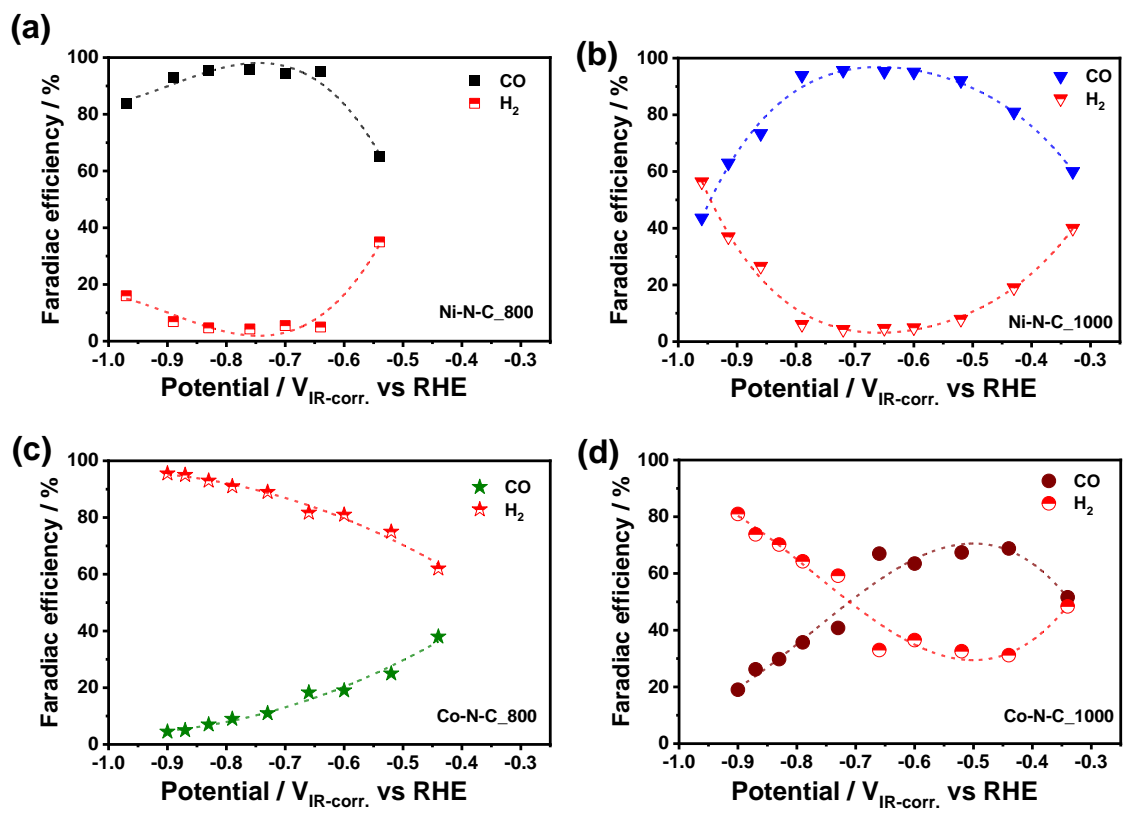 (a)
100
80
60
40
20
0
Faradiac efficiency / %
CO
H2
Ni-N-C_800
-1.0 -0.9 -0.8 -0.7 -0.6 -0.5 -0.4 -0.3
Potential / VIR-corr. vs RHE
(b)
100
80
60
40
20
0
Faradiac efficiency / %
CO
H2
Ni-N-C_1000
-1.0 -0.9 -0.8 -0.7 -0.6 -0.5 -0.4 -0.3
Potential / VIR-corr. vs RHE
(c)
100
80
60
40
20
0
Faradiac efficiency / %
CO
H2
Co-N-C_800
-1.0 -0.9 -0.8 -0.7 -0.6 -0.5 -0.4 -0.3
Potential / VIR-corr. vs RHE
(d)
100
80
60
40
20
0
Faradiac efficiency / %
CO
H2
Co-N-C_1000
-1.0 -0.9 -0.8 -0.7 -0.6 -0.5 -0.4 -0.3
Potential / VIR-corr. vs RHE